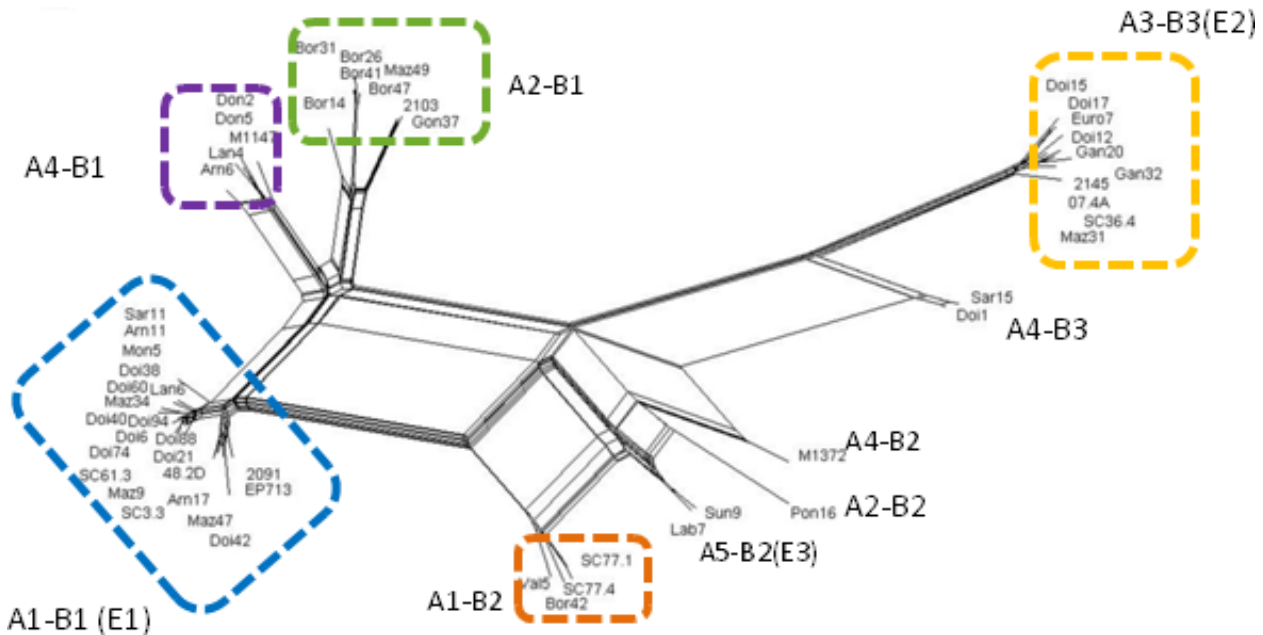 A3-B3(E2)
Bor31
Bor26
Bor41
Maz49
Bor47
Bor14
2103
Gon37
A2-B1
Don2
Don5
M1147
Lan4
Arn6
A4-B1
Doi15
Doi17
Euro7
Doi12
Gan20
Gan32
2145
07.4A
SC36.4
Maz31
Sar15
Doi1
A4-B3
Sar11
Arn11
Mon5
Doi38
Doi60
Lan6
Maz34
Doi40
Doi94
Doi6
Doi88
Doi74
Doi21
SC61.3
48.2D
2091
Maz9
Arn17
EP713
SC3.3
Maz47
Doi42
A1-B1 (E1)
A4-B2
M1372
Pon16
A2-B2
Sun9
Lab7
A5-B2(E3)
SC77.1
Val5
SC77.4
Bor42
A1-B2